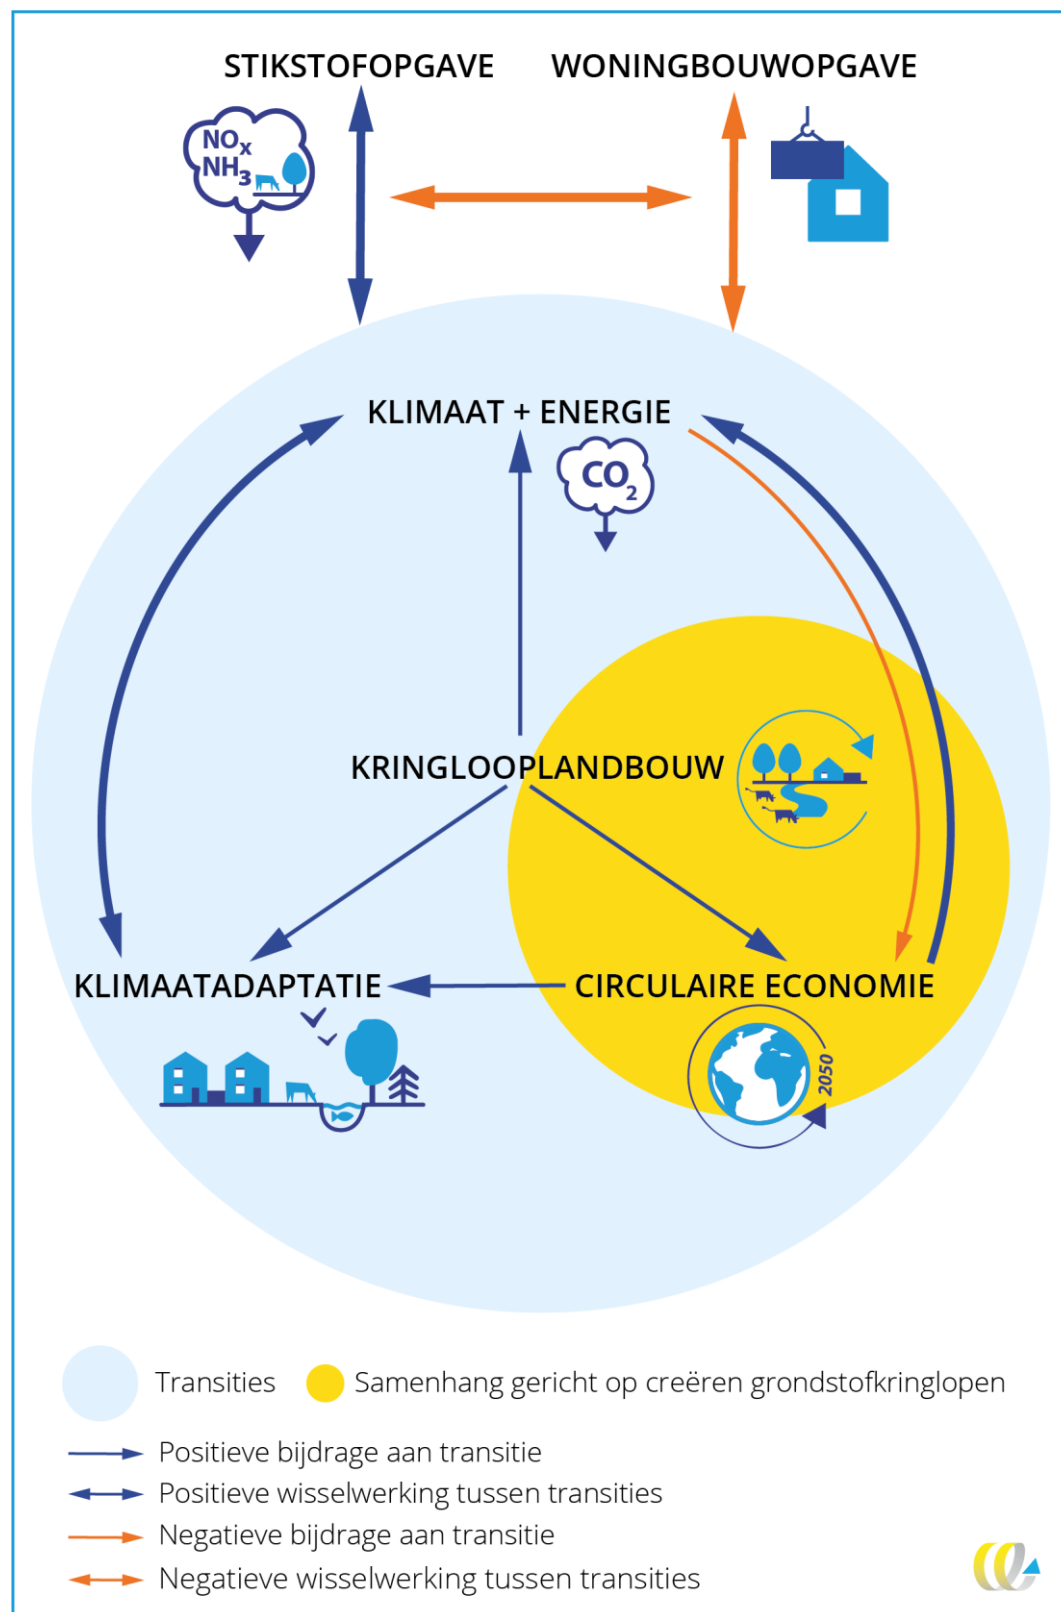 STIKSTOFOPGAVE
WONINGBOUWOPGAVE
NOx
NH3
KLIMAAT + ENERGIE
CO2
KRINGLOOPLANDBOUW
KLIMAATADAPTATIE
CIRCULAIRE ECONOMIE
2050
Transities
Samenhang gericht op creëren grondstofkringlopen
Positieve bijdrage aan transitie
Positieve wisselwerking tussen transities
Negatieve bijdrage aan transitie
Negatieve wisselwerking tussen transities